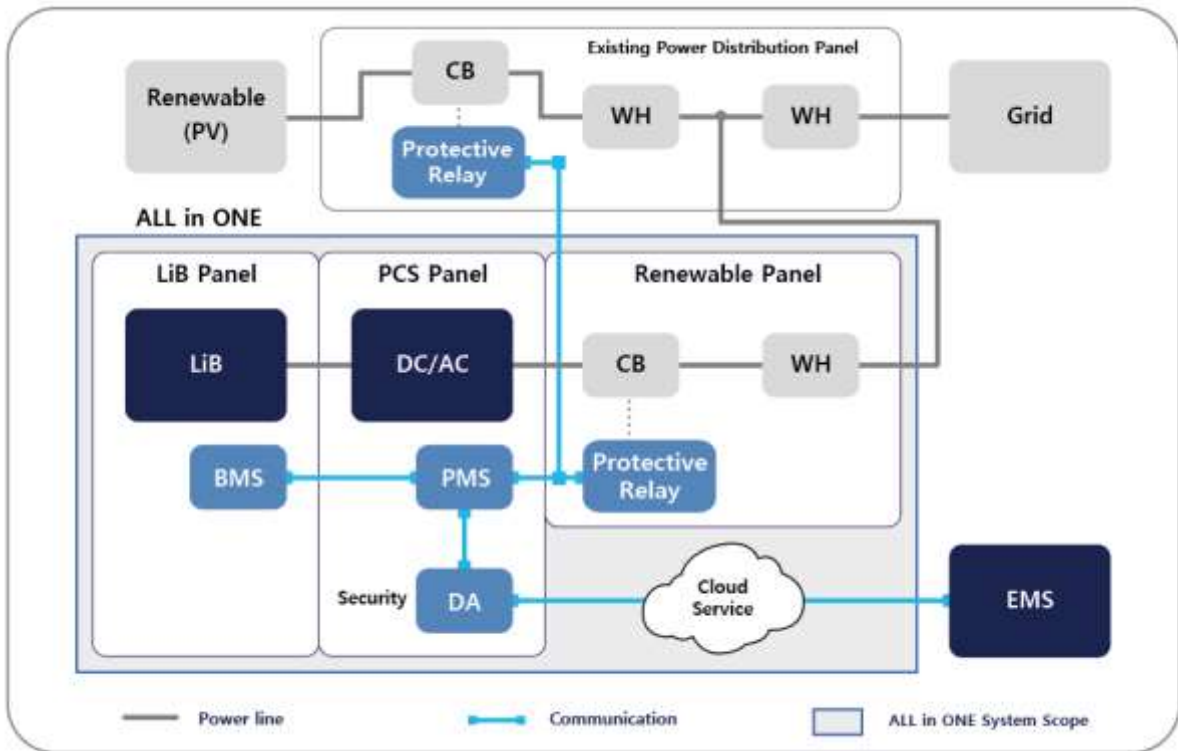 Existing Power Distribution Panel
Renewable
(PV)
CB
WH
WH
Grid
Protective
Relay
ALL in ONE
LiB Panel
PCS Panel
Renewable Panel
LiB
DC/AC
CB
WH
BMS
PMS
Protective
Relay
Security
DA
Cloud
Service
EMS
Power line
Communication
ALL in ONE System Scope